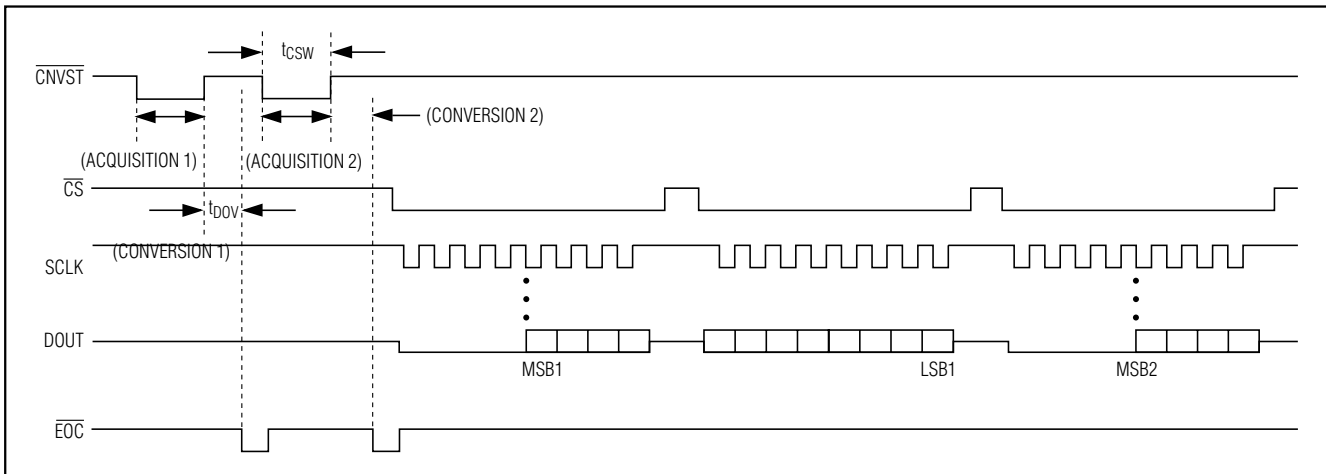 tCSW
CNVST
(CONVERSION 2)
(ACQUISITION 1)
(ACQUISITION 2)
CS
tDOV
(CONVERSION 1)
SCLK
DOUT
MSB1
LSB1
MSB2
EOC